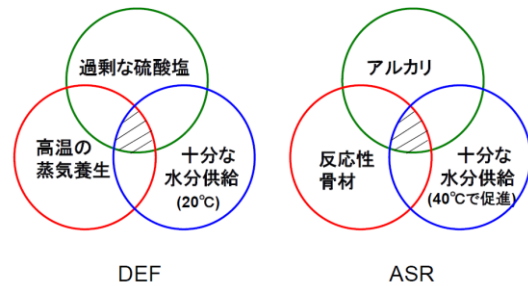 過剰な硫酸塩
高温の
蒸気養生
十分な
水分供給
(20℃)
DEF
アルカリ
反応性
骨材
十分な
水分供給
(40℃で促進)
ASR